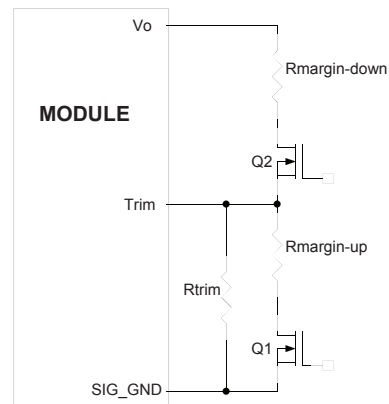 Vo
Rmargin-down
MODULE
Q2
Trim
Rmargin-up
Rtrim
Q1
SIG_GND